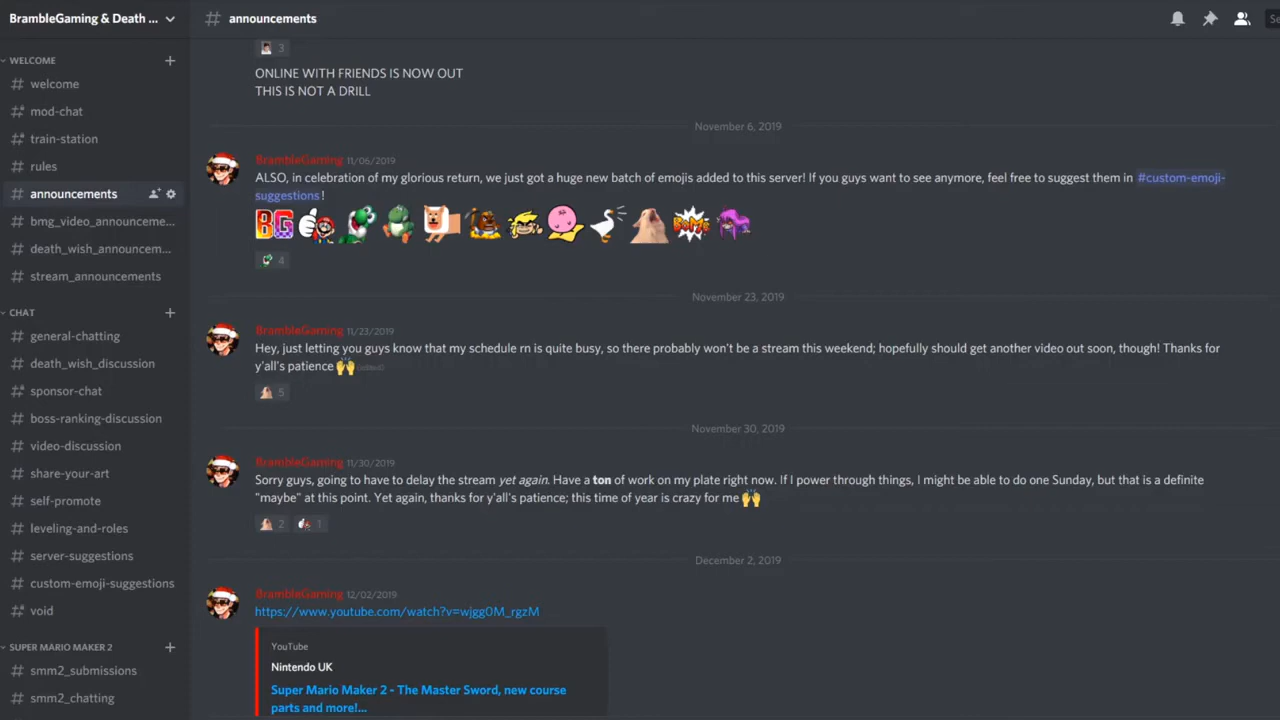 BrambleGaming & Death ...
WELCOME
welcome
mod-chat
train-station
rules
announcements
bmg_video_announceme...
death_wish_announcem...
stream_announcements
CHAT
general-chatting
death_wish_discussion
sponsor-chat
boss-ranking-discussion
video-discussion
share-your-art
self-promote
leveling-and-roles
server-suggestions
custom-emoji-suggestions
void
SUPER MARIO MAKER 2
smm2_submissions
smm2_chatting
announcements
Se
3
ONLINE WITH FRIENDS IS NOW OUT
THIS IS NOT A DRILL
November 6, 2019
BrambleGaming 11/06/2019
ALSO, in celebration of my glorious return, we just got a huge new batch of emojis added to this server! If you guys want to see anymore, feel free to suggest them in #custom-emoji-
suggestions !
BG
4
November 23, 2019
BrambleGaming 11/23/2019
Hey, just letting you guys know that my schedule rn is quite busy, so there probably won't be a stream this weekend; hopefully should get another video out soon, though! Thanks for
y'all's patience (edited)
5
November 30, 2019
BrambleGaming 11/30/2019
Sorry guys, going to have to delay the stream yet again. Have a ton of work on my plate right now. If I power through things, I might be able to do one Sunday, but that is a definite
"maybe" at this point. Yet again, thanks for y'all's patience; this time of year is crazy for me
2 1
December 2, 2019
BrambleGaming 12/02/2019
https://www.youtube.com/watch?v=wjgg0M_rgzM
YouTube
Nintendo UK
Super Mario Maker 2 - The Master Sword, new course
parts and more!...